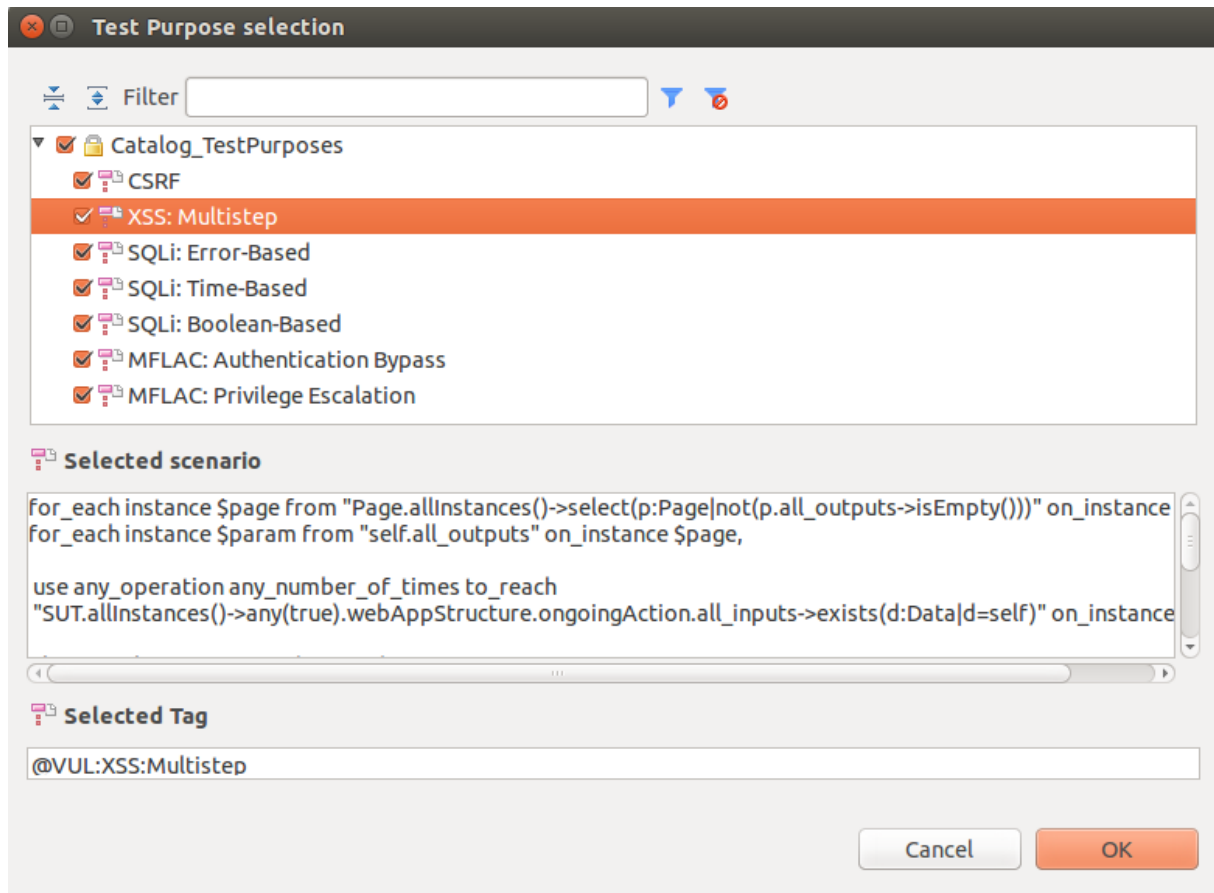 Test Purpose selection
Filter
Catalog_TestPurposes
CSRF
XSS: Multistep
SQLi: Error-Based
SQLi: Time-Based
SQLi: Boolean-Based
MFLAC: Authentication Bypass
MFLAC: Privilege Escalation
Selected scenario
for_each instance $page from "Page.allInstances()->select(p:Page|not(p.all_outputs->isEmpty()))" on_instance
for_each instance $param from "self.all_outputs" on_instance $page,
use any_operation any_number_of_times to_reach
"SUT.allInstances()->any(true).webAppStructure.ongoingAction.all_inputs->exists(d:Data|d=self)" on_instance
Selected Tag
@VUL:XSS:Multistep
Cancel OK